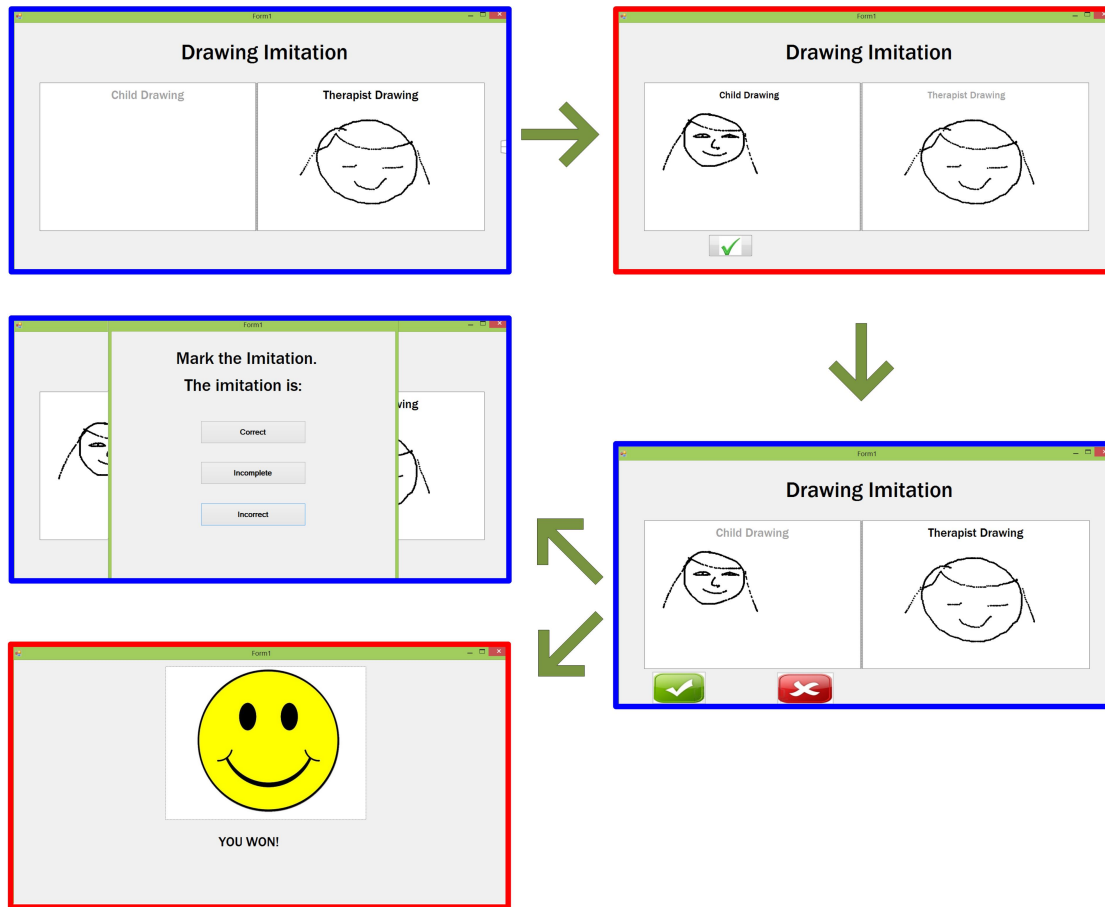 Form1
Drawing Imitation
Child Drawing
Therapist Drawing
Form1
Drawing Imitation
Child Drawing
Therapist Drawing
Form1
Drawing Imitation
Child Drawing
Therapist Drawing
Form1
Mark the Imitation.
The imitation is:
wing
Correct
Incomplete
Incorrect
Form1
YOU WON!